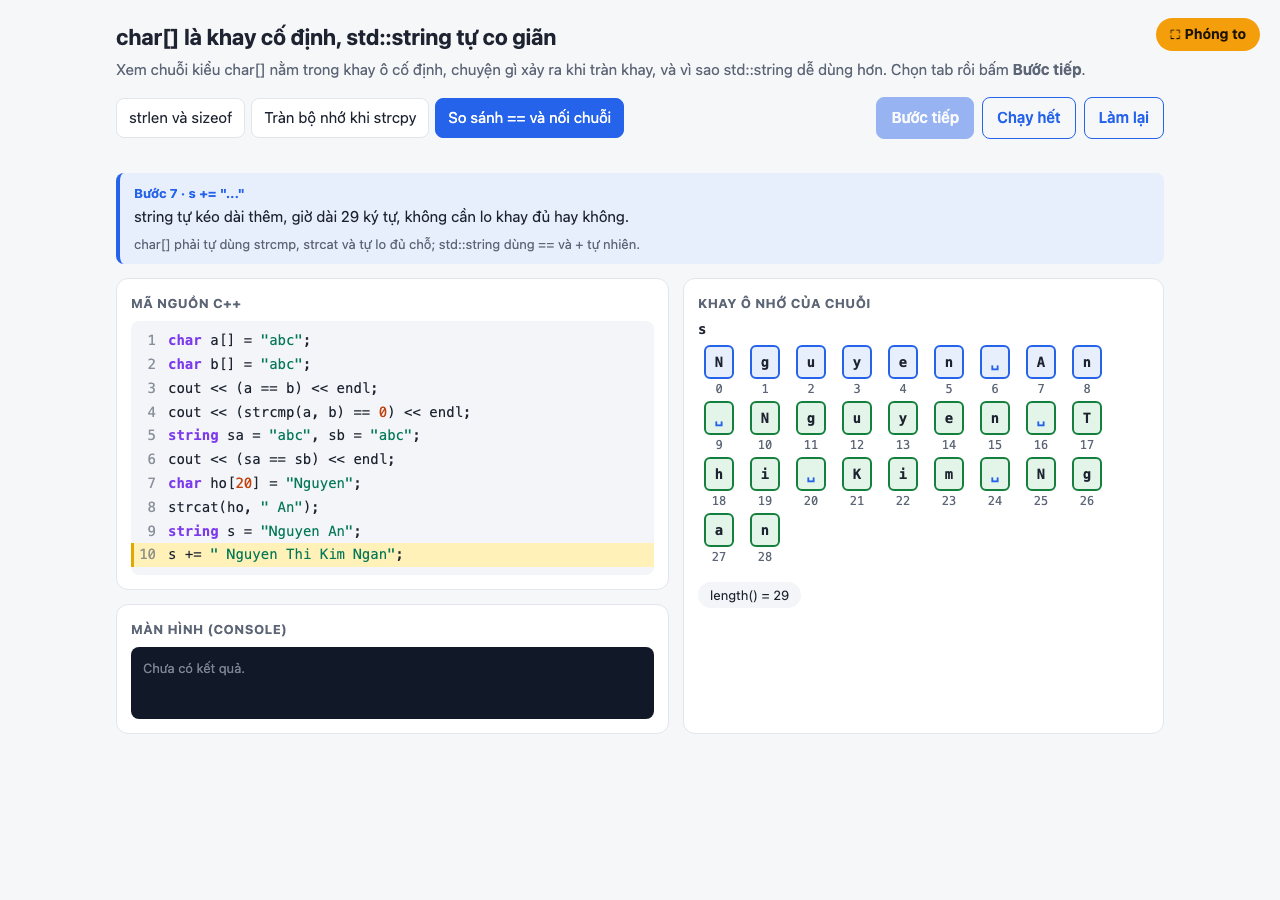 char[] là khay cố định, std::string tự co giãn
⛶ Phóng to
Xem chuỗi kiểu char[] nằm trong khay ô cố định, chuyện gì xảy ra khi tràn khay, và vì sao std::string dễ dùng hơn. Chọn tab rồi bấm Bước tiếp.
strlen và sizeof
Tràn bộ nhớ khi strcpy
So sánh == và nối chuỗi
Bước tiếp
Chạy hết
Làm lại
Bước 7 · s += "..."
string tự kéo dài thêm, giờ dài 29 ký tự, không cần lo khay đủ hay không.
char[] phải tự dùng strcmp, strcat và tự lo đủ chỗ; std::string dùng == và + tự nhiên.
MÃ NGUỒN C++
1 char a[] = "abc";
2 char b[] = "abc";
3 cout << (a == b) << endl;
4 cout << (strcmp(a, b) == 0) << endl;
5 string sa = "abc", sb = "abc";
6 cout << (sa == sb) << endl;
7 char ho[20] = "Nguyen";
8 strcat(ho, " An");
9 string s = "Nguyen An";
10 s += " Nguyen Thi Kim Ngan";
MÀN HÌNH (CONSOLE)
Chưa có kết quả.
KHAY Ô NHỚ CỦA CHUỖI
s
N g u y e n ␣ A n
0 1 2 3 4 5 6 7 8
␣ N g u y e n ␣ T
9 10 11 12 13 14 15 16 17
h i ␣ K i m ␣ N g
18 19 20 21 22 23 24 25 26
a n
27 28
length() = 29